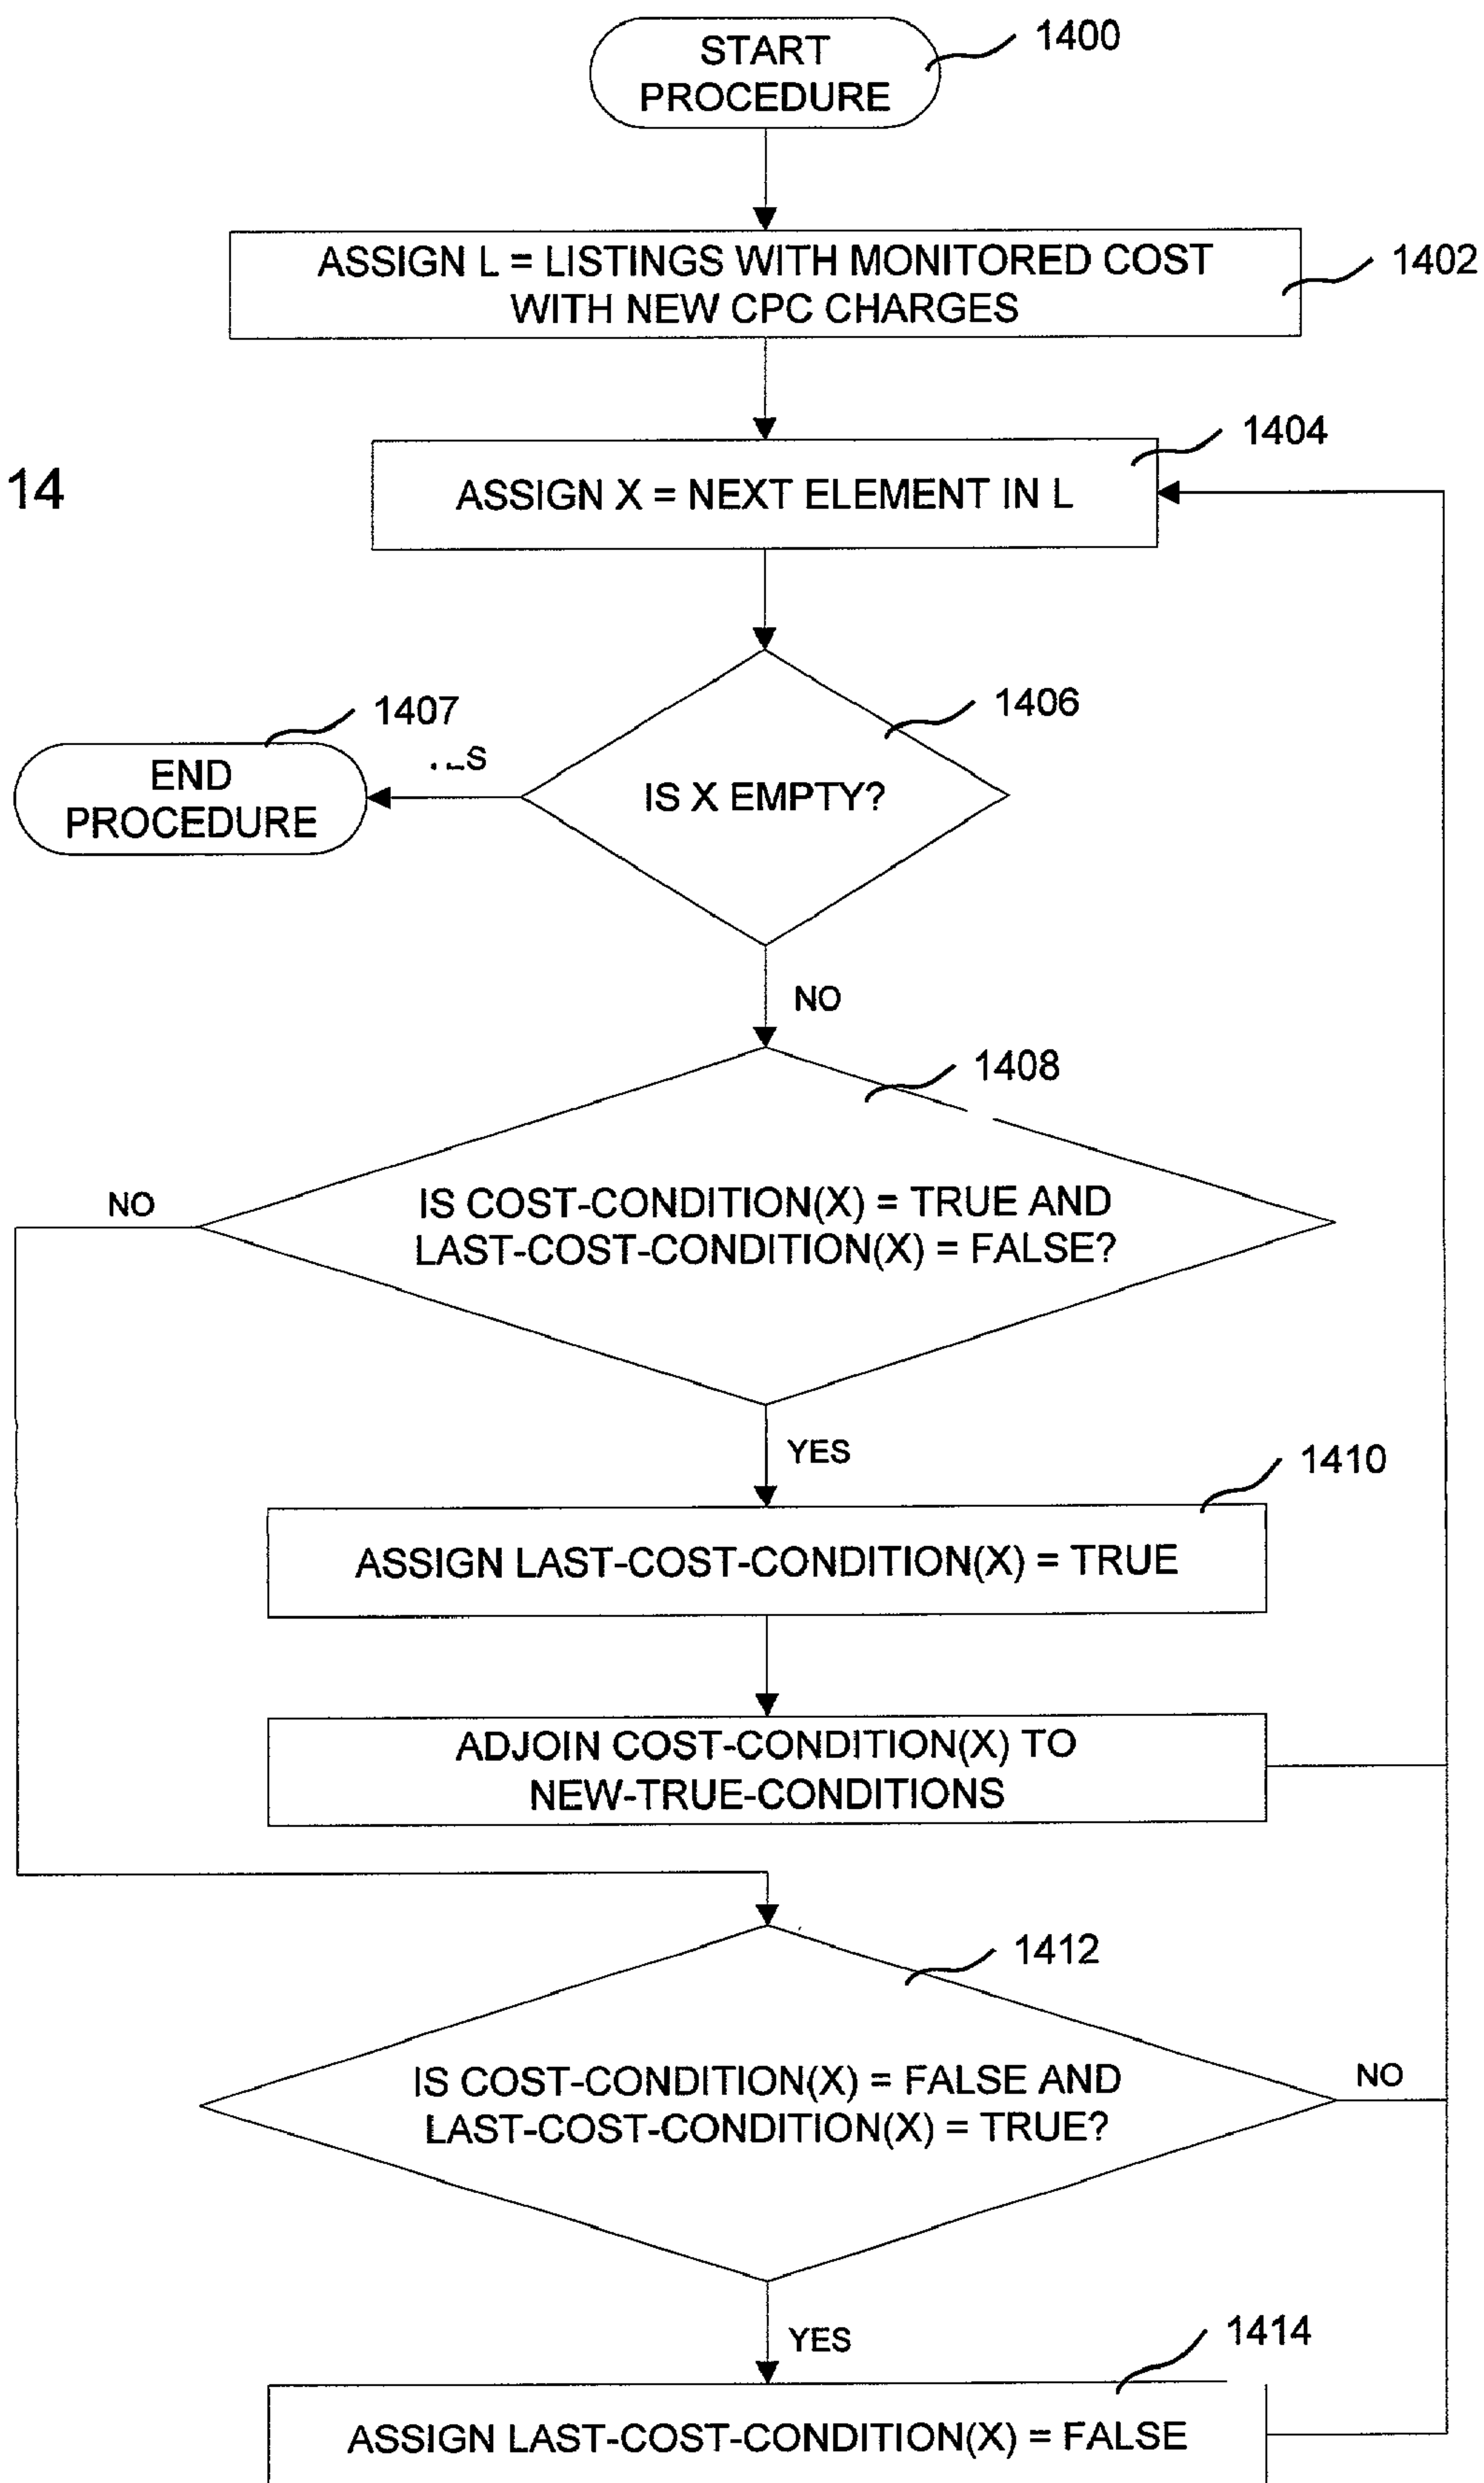 START
PROCEDURE
1400
ASSIGN L = LISTINGS WITH MONITORED COST
WITH NEW CPC CHARGES
1402
14
1404
ASSIGN X = NEXT ELEMENT IN L
1406
1407
END
PROCEDURE
IS X EMPTY?
NO
1408
NO
IS COST-CONDITION(X) = TRUE AND
LAST-COST-CONDITION(X) = FALSE?
YES
1410
ASSIGN LAST-COST-CONDITION(X) = TRUE
ADJOIN COST-CONDITION(X) TO
NEW-TRUE-CONDITIONS
1412
IS COST-CONDITION(X) = FALSE AND
LAST-COST-CONDITION(X) = TRUE?
NO
YES
1414
ASSIGN LAST-COST-CONDITION(X) = FALSE